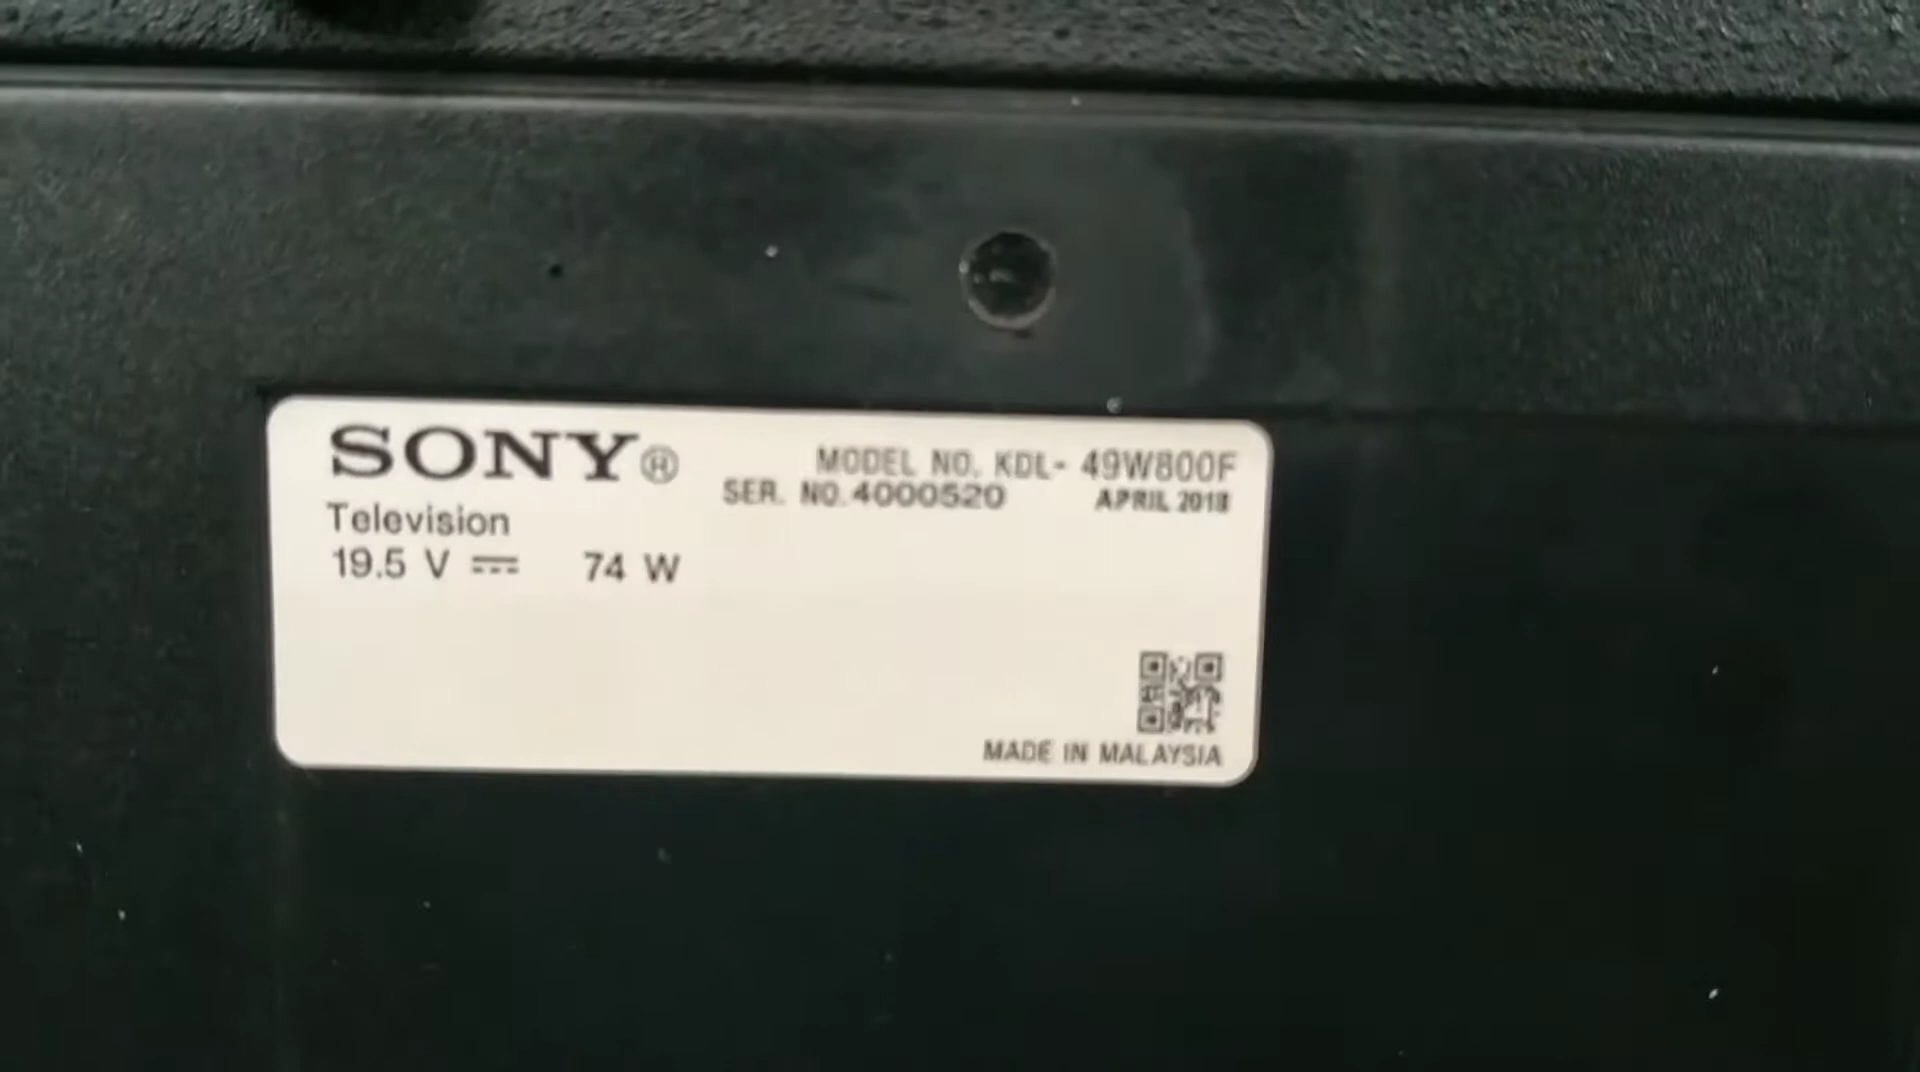 SONY®
MODEL NO. KDL- 49W800F
SER. NO. 4000520 APRIL 2018
Television
19.5 V ⎓ 74 W
MADE IN MALAYSIA